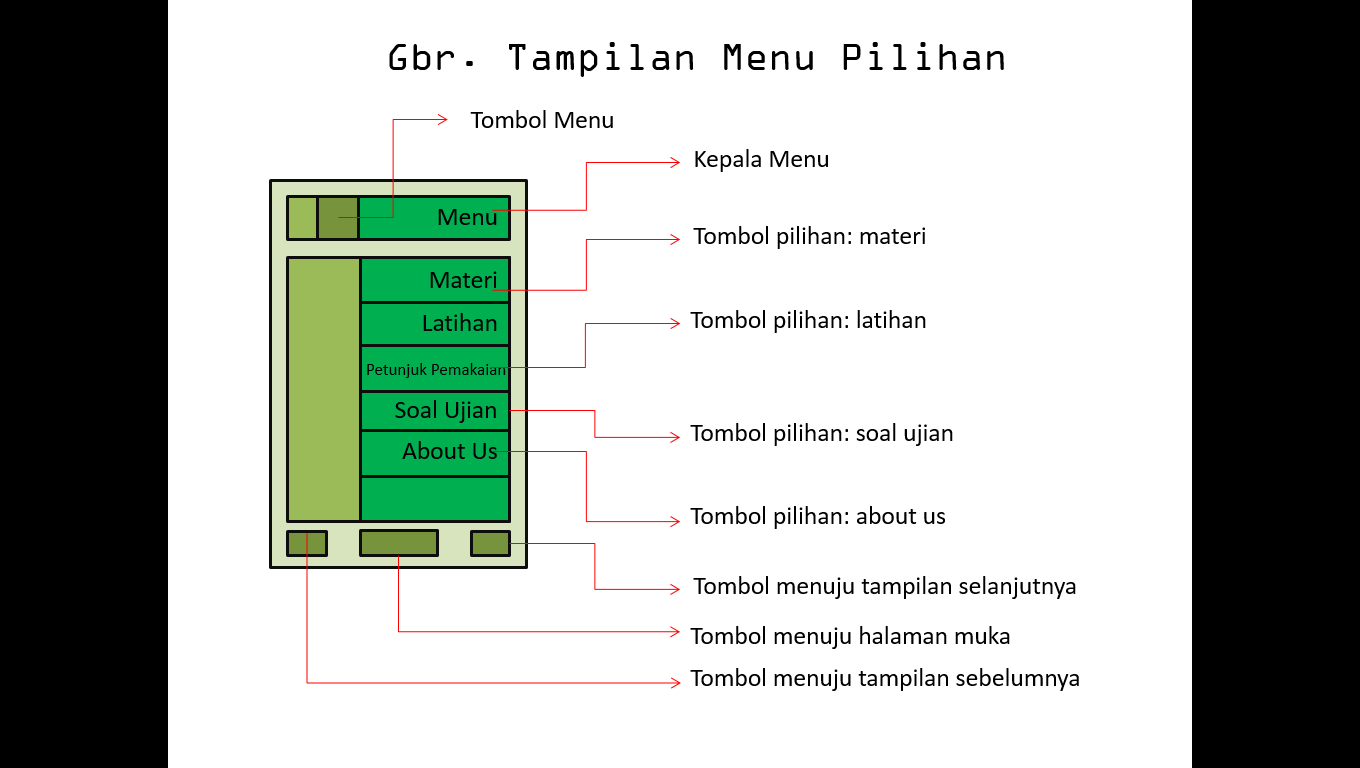 Gbr. Tampilan Menu Pilihan
Tombol Menu
Kepala Menu
Menu
Tombol pilihan: materi
Materi
Latihan
Tombol pilihan: latihan
Petunjuk Pemakaian
Soal Ujian
Tombol pilihan: soal ujian
About Us
Tombol pilihan: about us
Tombol menuju tampilan selanjutnya
Tombol menuju halaman muka
Tombol menuju tampilan sebelumnya